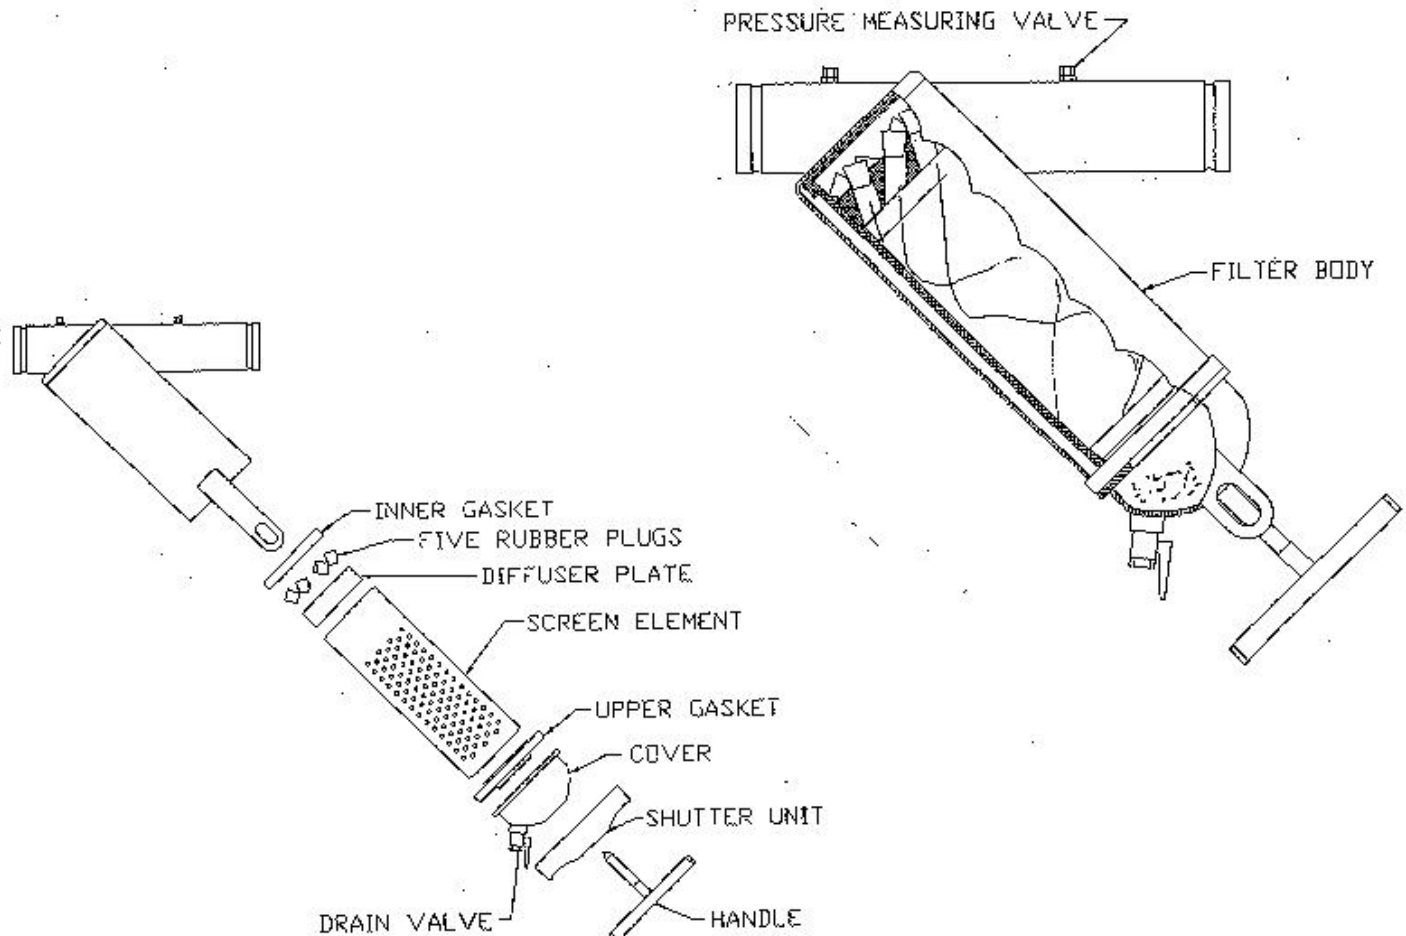 PRESSURE MEASURING VALVE
FILTER BODY
INNER GASKET
FIVE RUBBER PLUGS
DIFFUSER PLATE
SCREEN ELEMENT
UPPER GASKET
COVER
SHUTTER UNIT
DRAIN VALVE
HANDLE